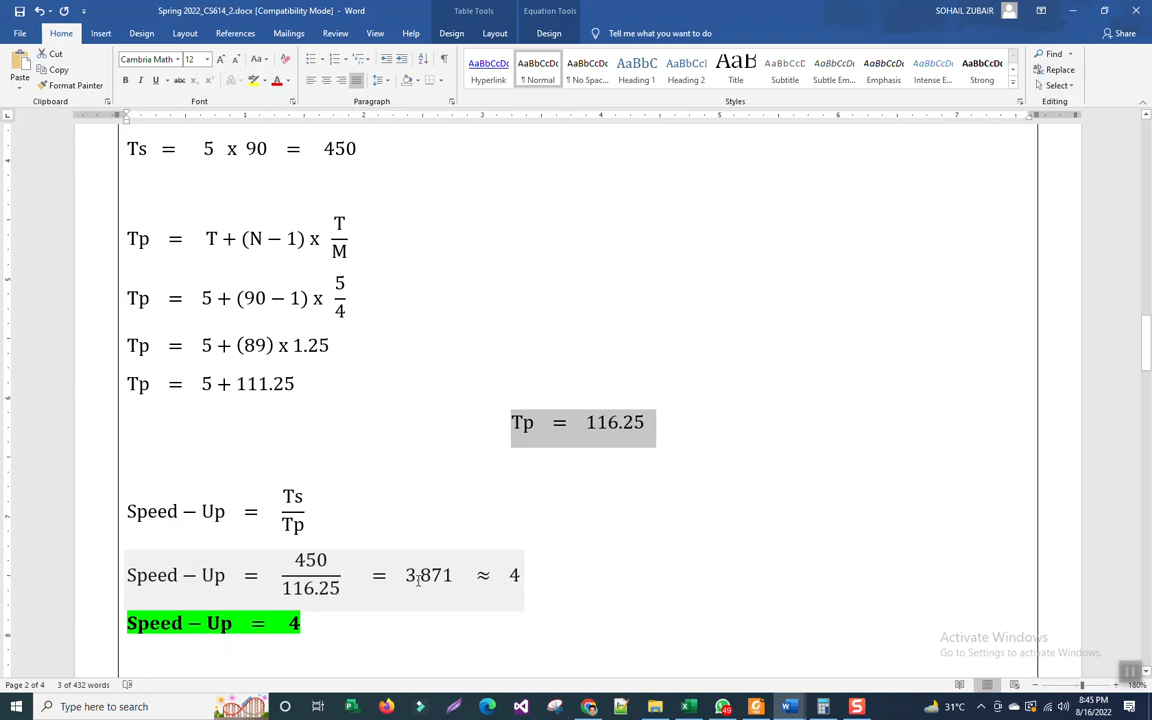 Spring 2022_CS614_2.docx [Compatibility Mode] - Word
Table Tools
Equation Tools
SOHAIL ZUBAIR
File Home Insert Design Layout References Mailings Review View Help Design Layout Design Tell me what you want to do Share
Paste
Cut
Copy
Format Painter
Clipboard
Cambria Math 12
Font
Paragraph
AaBbCcDc AaBbCcDc AaBbCcDc AaBbC AaBbCcI AaB AaBbCcDc AaBbCcDc AaBbCcDc AaBbCcDc AaBbCcDc
Hyperlink ¶ Normal ¶ No Spac... Heading 1 Heading 2 Title Subtitle Subtle Em... Emphasis Intense E... Strong
Styles
Find
Replace
Select
Editing
Ts = 5 x 90 = 450
Tp = T + (N − 1) x T/M
Tp = 5 + (90 − 1) x 5/4
Tp = 5 + (89) x 1.25
Tp = 5 + 111.25
Tp = 116.25
Speed − Up = Ts/Tp
Speed − Up = 450/116.25 = 3.871 ≈ 4
Speed − Up = 4
Activate Windows
Go to Settings to activate Windows.
Page 2 of 4 3 of 432 words 180%
Type here to search
49
31°C
8:45 PM
8/16/2022